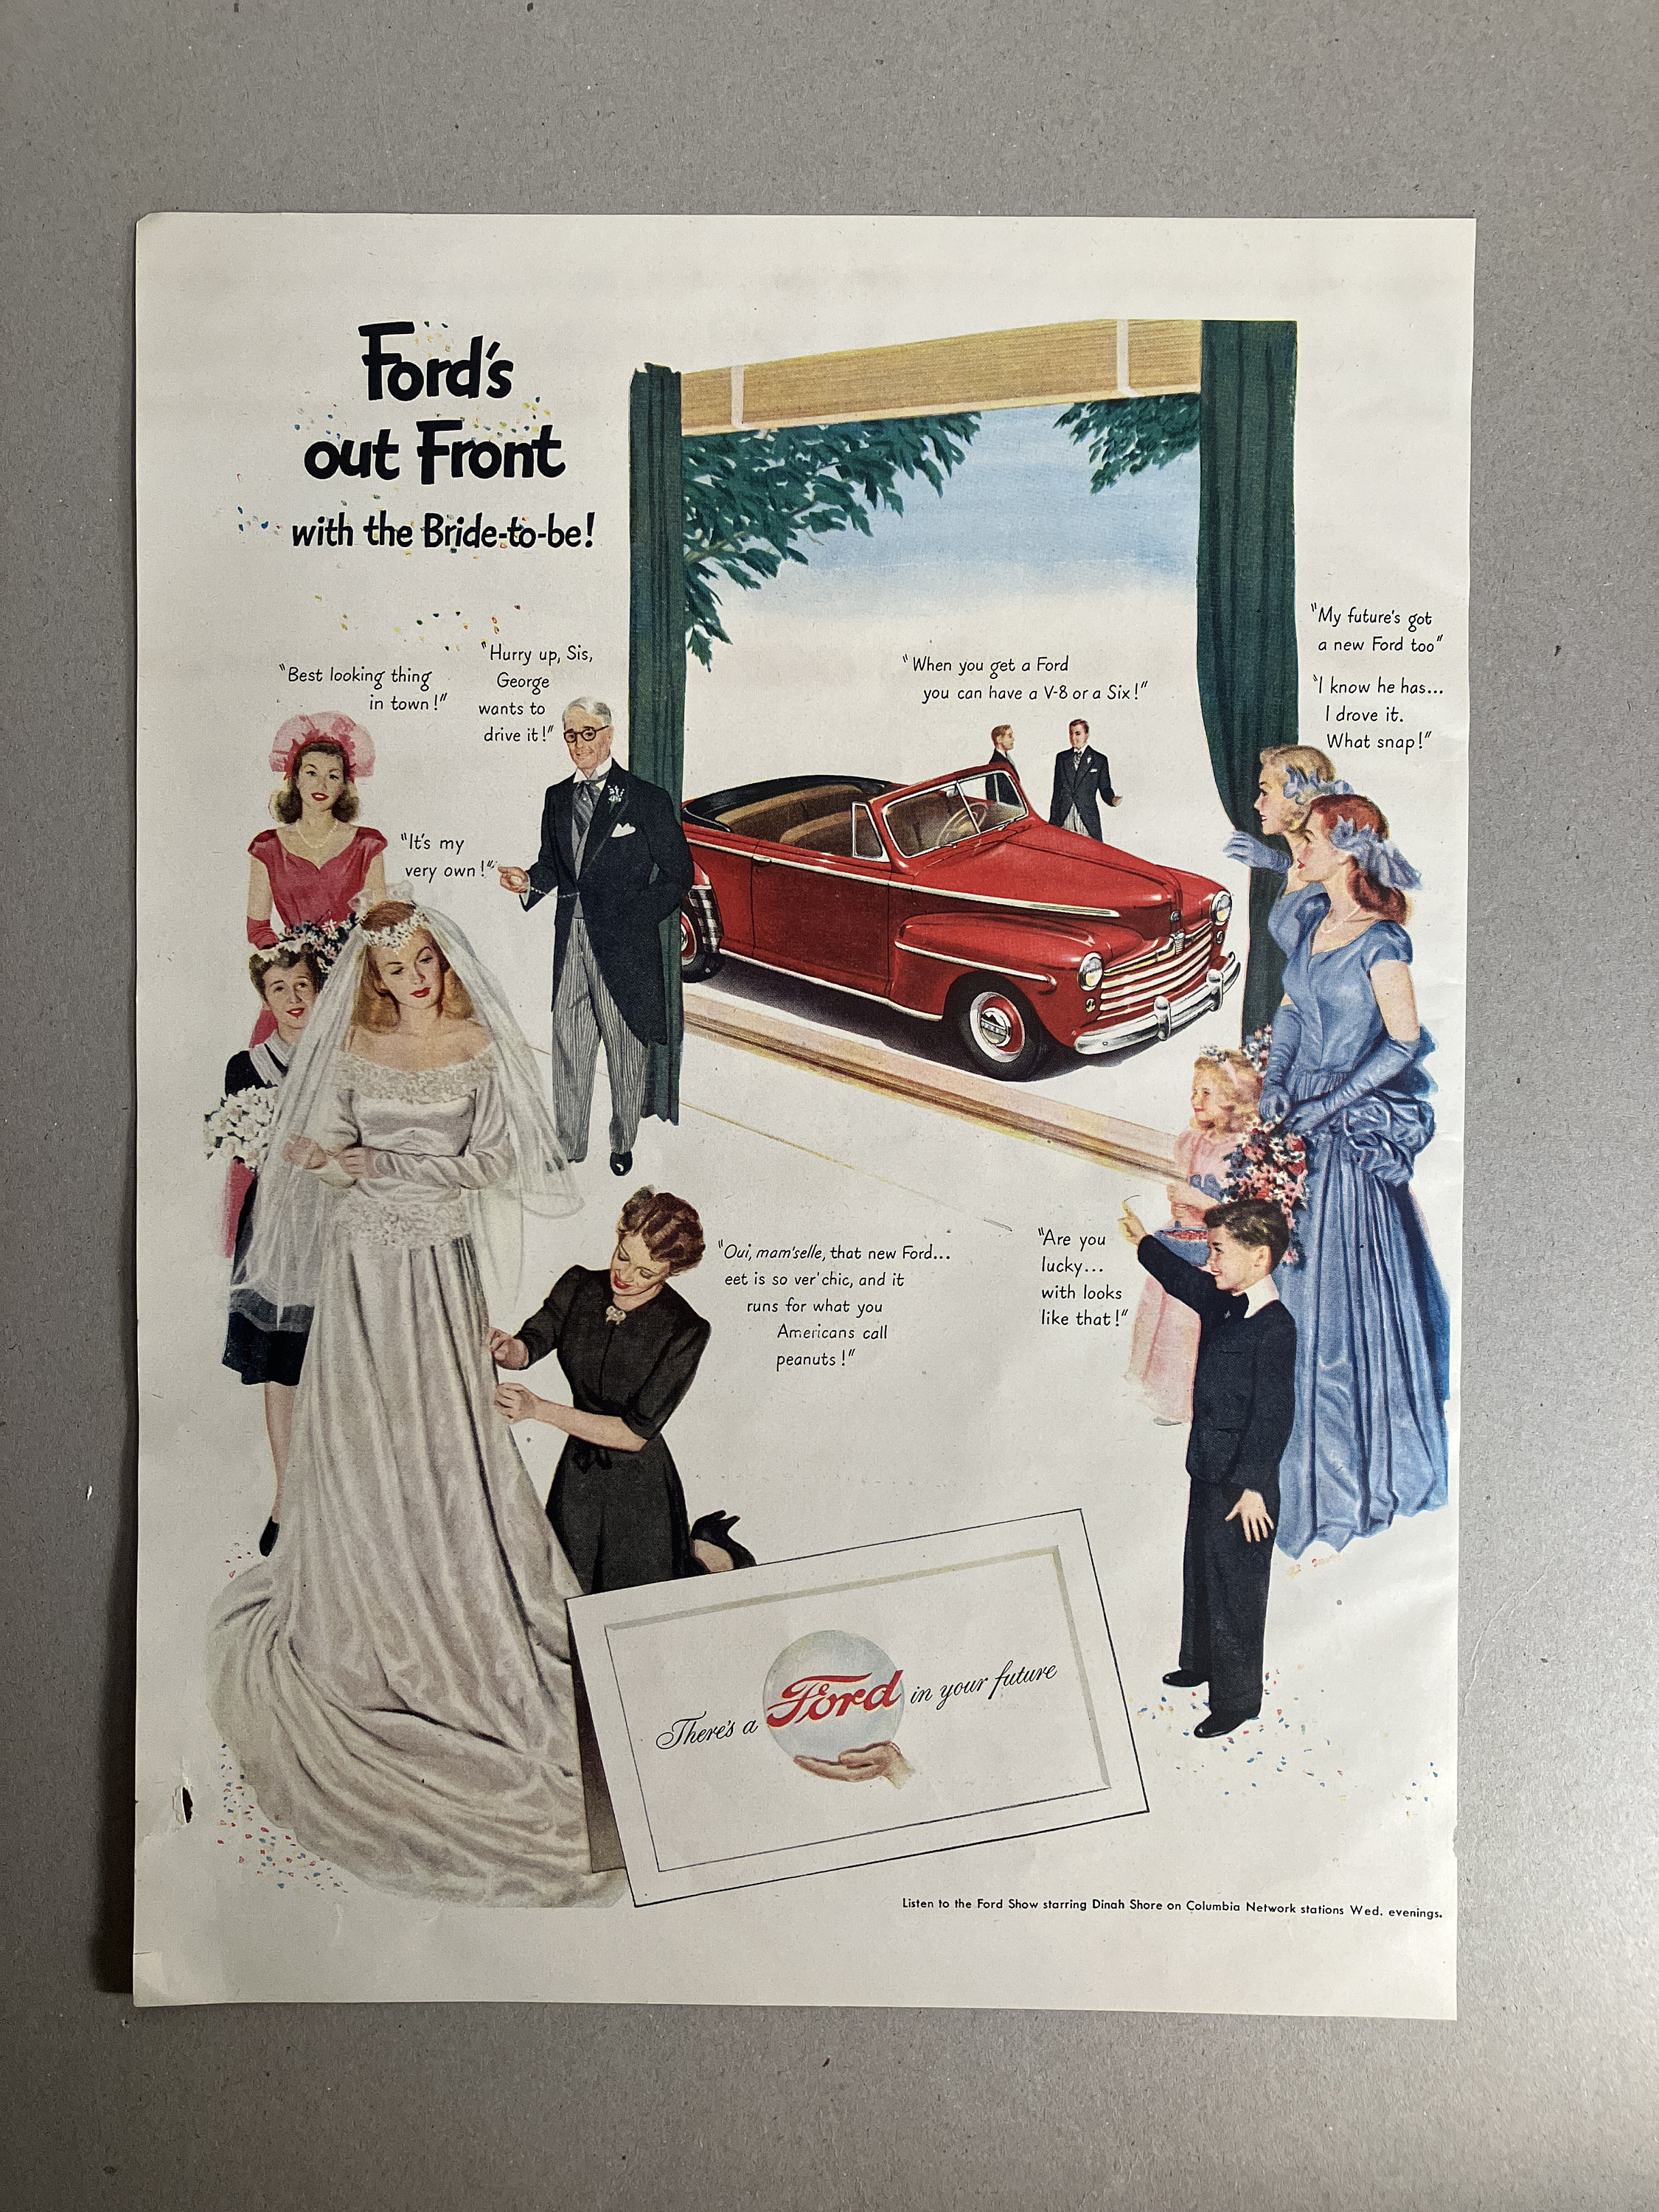 Ford's
out Front
with the Bride-to-be!
"Best looking thing
in town!"
"Hurry up, Sis,
George
wants to
drive it!"
"It's my
very own!"
"When you get a Ford
you can have a V-8 or a Six!"
"My future's got
a new Ford too"
"I know he has...
I drove it.
What snap!"
"Oui, mam'selle, that new Ford...
eet is so ver' chic, and it
runs for what you
Americans call
peanuts!"
"Are you
lucky...
with looks
like that!"
There's a Ford in your future
Listen to the Ford Show starring Dinah Shore on Columbia Network stations Wed. evenings.